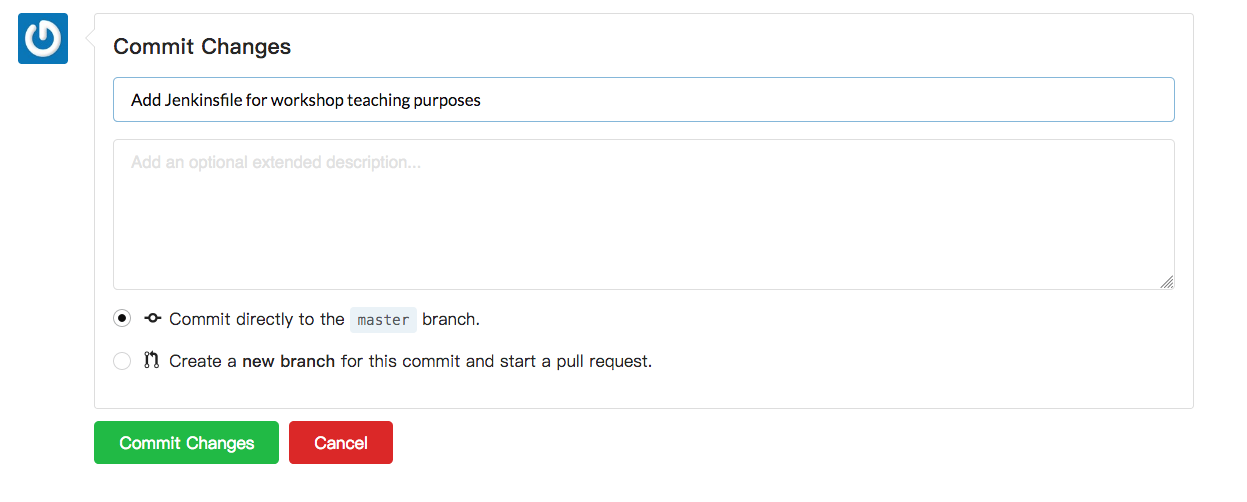 Commit Changes
Add Jenkinsfile for workshop teaching purposes
Add an optional extended description...
Commit directly to the master branch.
Create a new branch for this commit and start a pull request.
Commit Changes
Cancel